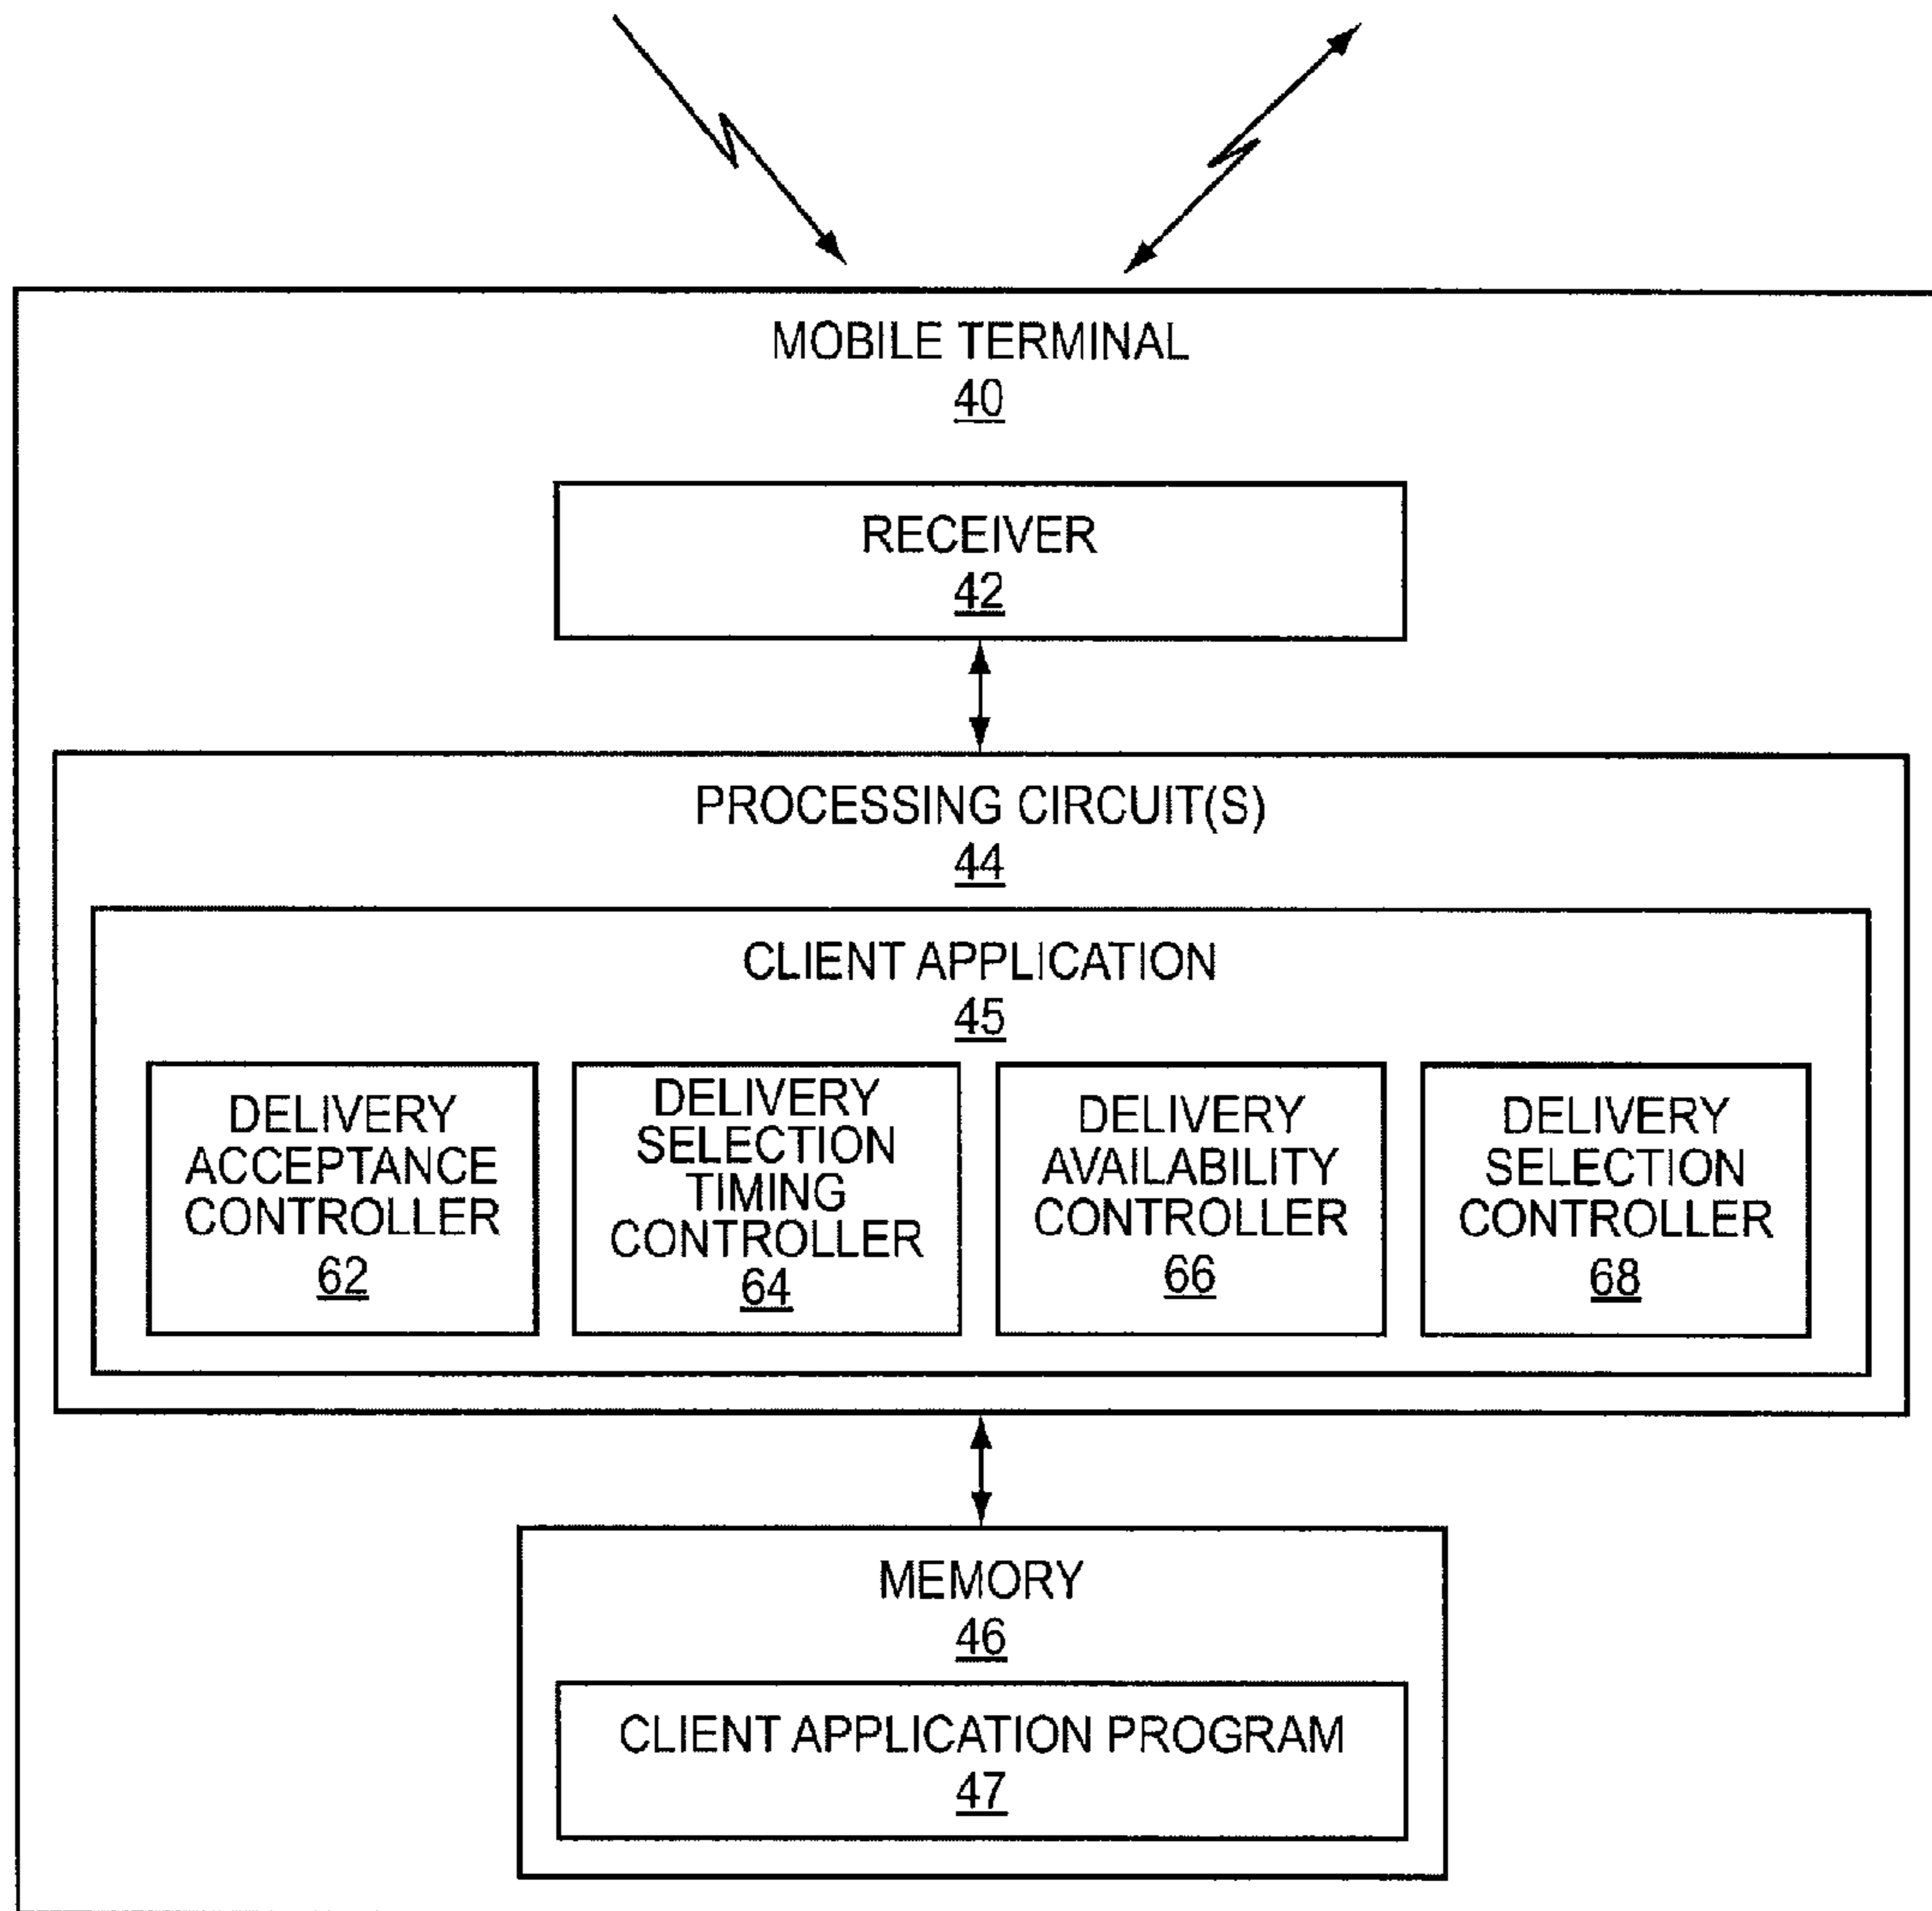 MOBILE TERMINAL
40
RECEIVER
42
PROCESSING CIRCUIT(S)
44
CLIENT APPLICATION
45
DELIVERY
ACCEPTANCE
CONTROLLER
62
DELIVERY
SELECTION
TIMING
CONTROLLER
64
DELIVERY
AVAILABILITY
CONTROLLER
66
DELIVERY
SELECTION
CONTROLLER
68
MEMORY
46
CLIENT APPLICATION PROGRAM
47